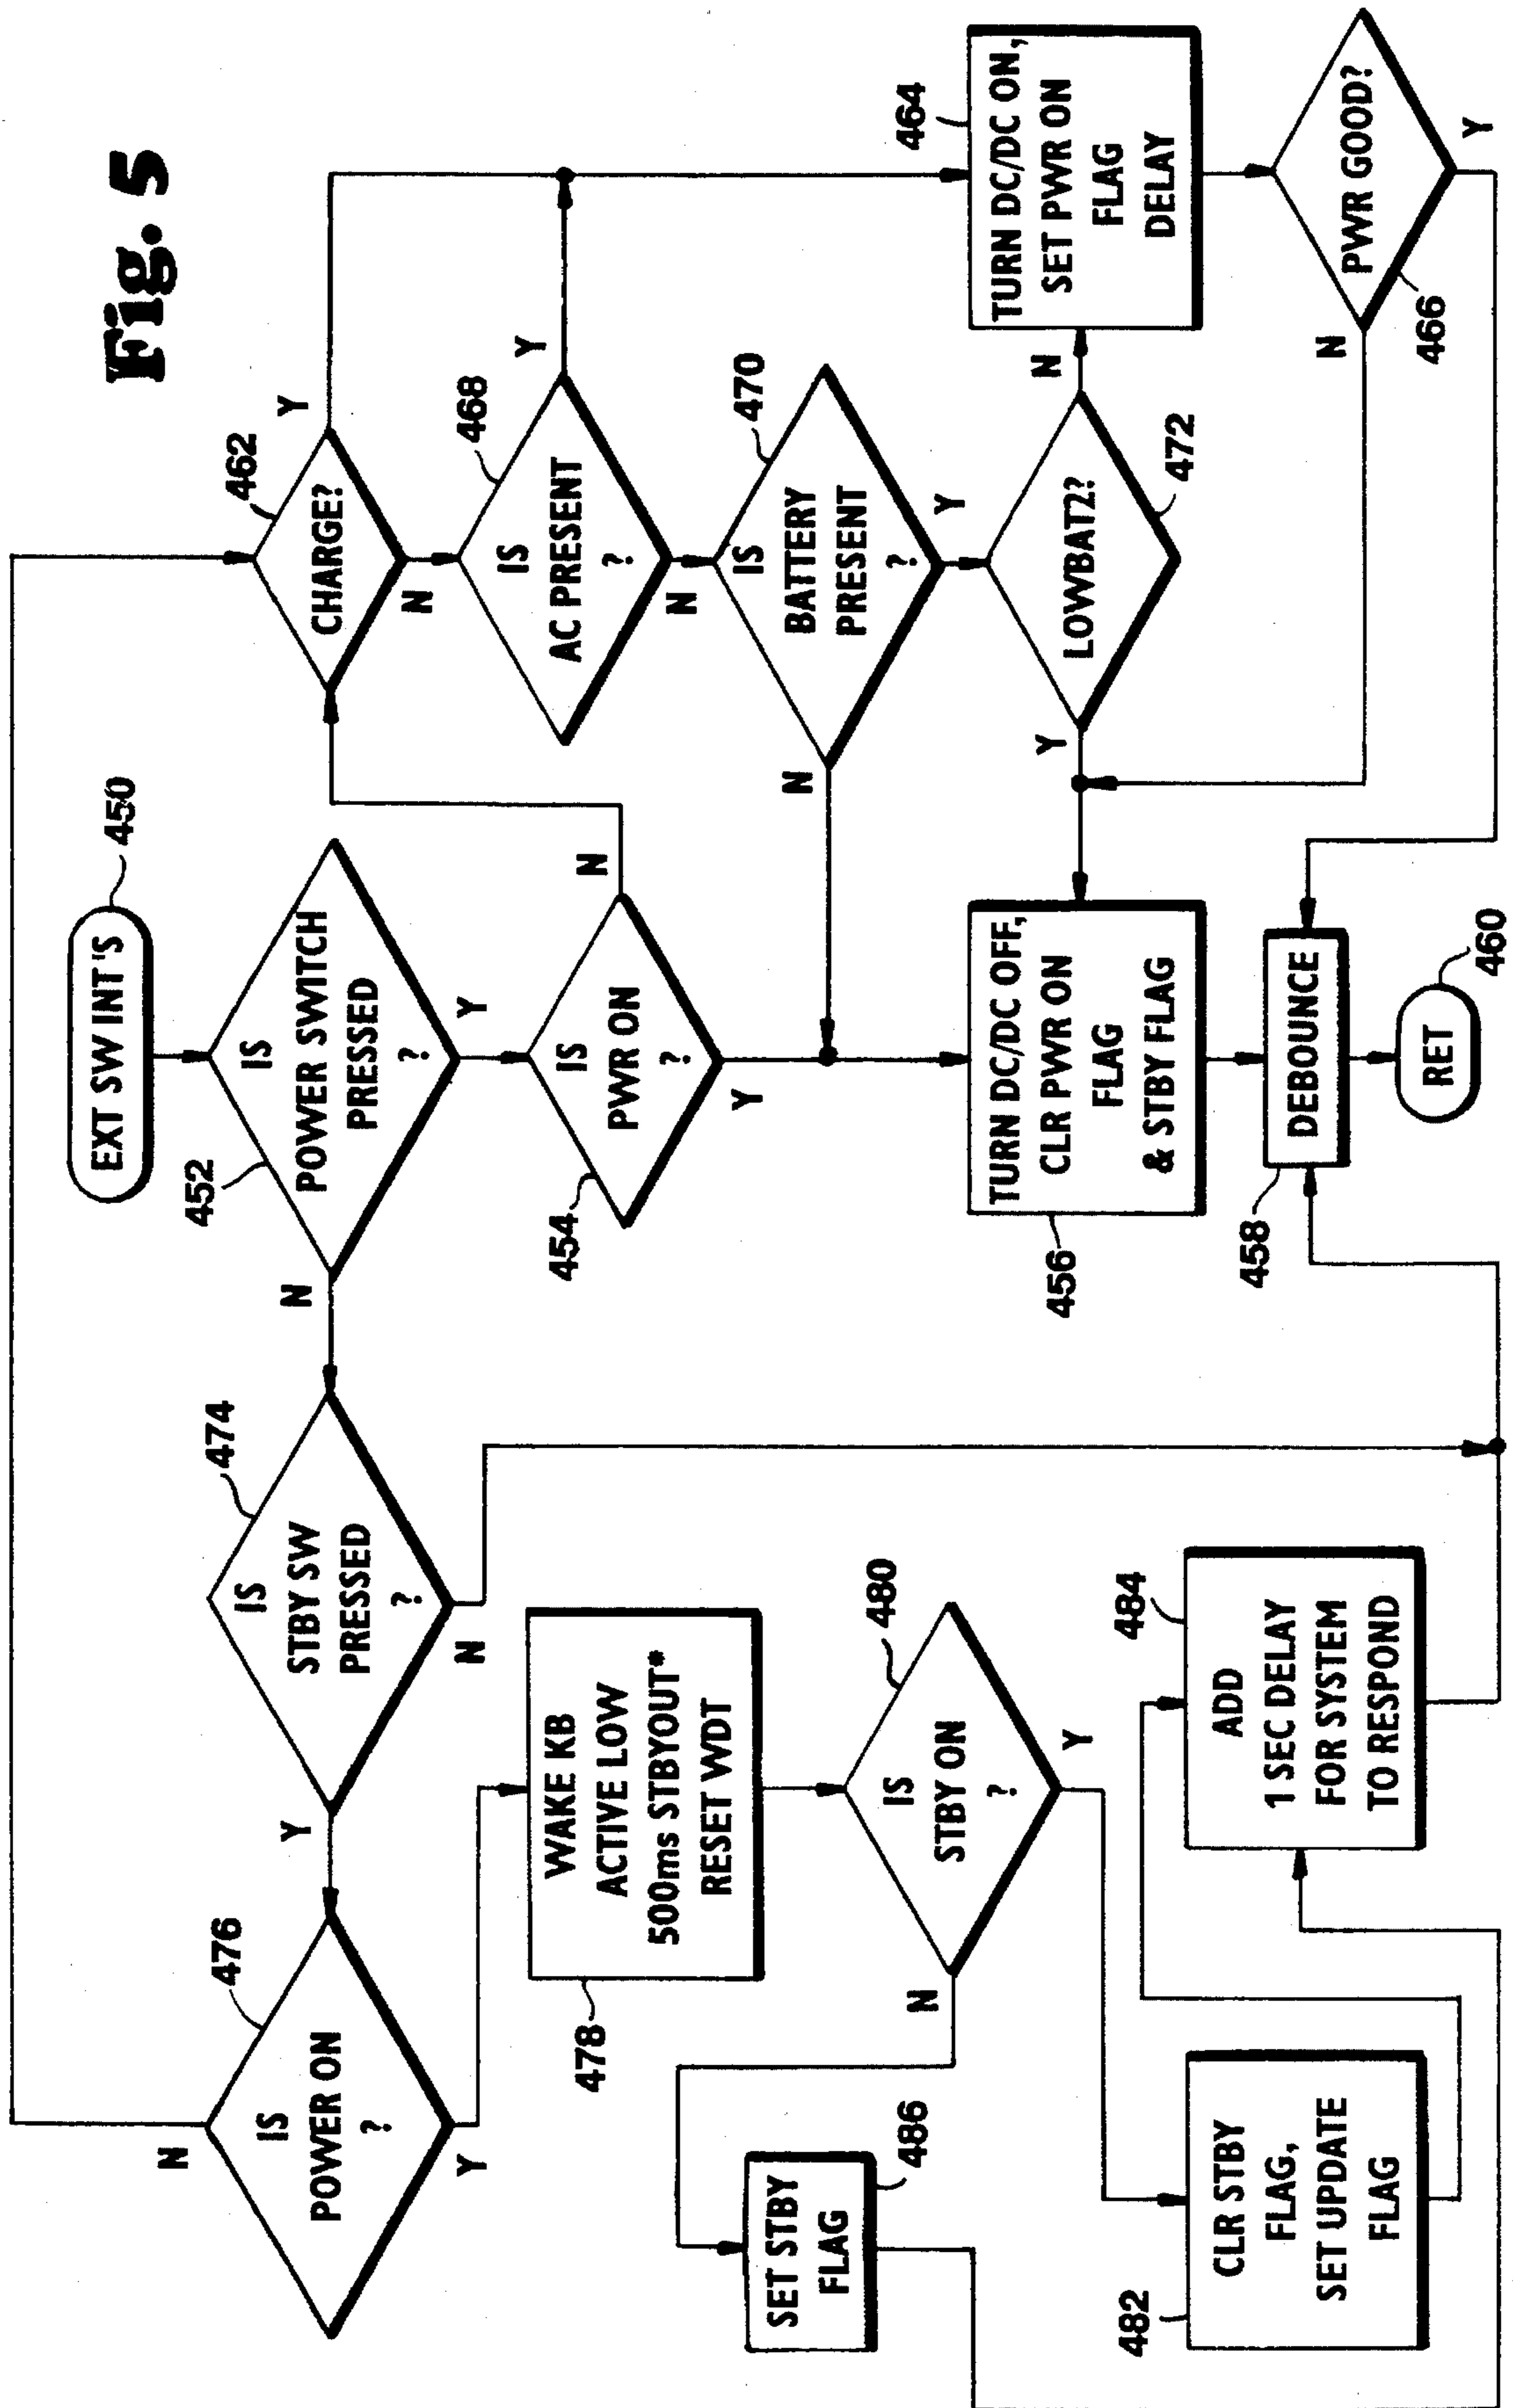 Fig. 5
EXT SW INT'S
450
IS
POWER SWITCH
PRESSED
?
452
N
Y
IS
PWR ON
?
454
N
Y
TURN DC/DC OFF,
CLR PWR ON
FLAG
& STBY FLAG
456
DEBOUNCE
458
RET
460
CHARGE?
462
Y
N
IS
AC PRESENT
?
468
Y
N
IS
BATTERY
PRESENT
?
470
N
Y
LOWBAT2?
472
Y
N
TURN DC/DC ON,
SET PWR ON
FLAG
DELAY
464
PWR GOOD?
466
N
Y
IS
STBY SW
PRESSED
?
474
Y
N
IS
POWER ON
?
476
N
Y
WAKE KB
ACTIVE LOW
500ms STBYOUT*
RESET WDT
478
IS
STBY ON
?
480
N
Y
SET STBY
FLAG
486
CLR STBY
FLAG,
SET UPDATE
FLAG
482
ADD
1 SEC DELAY
FOR SYSTEM
TO RESPOND
484